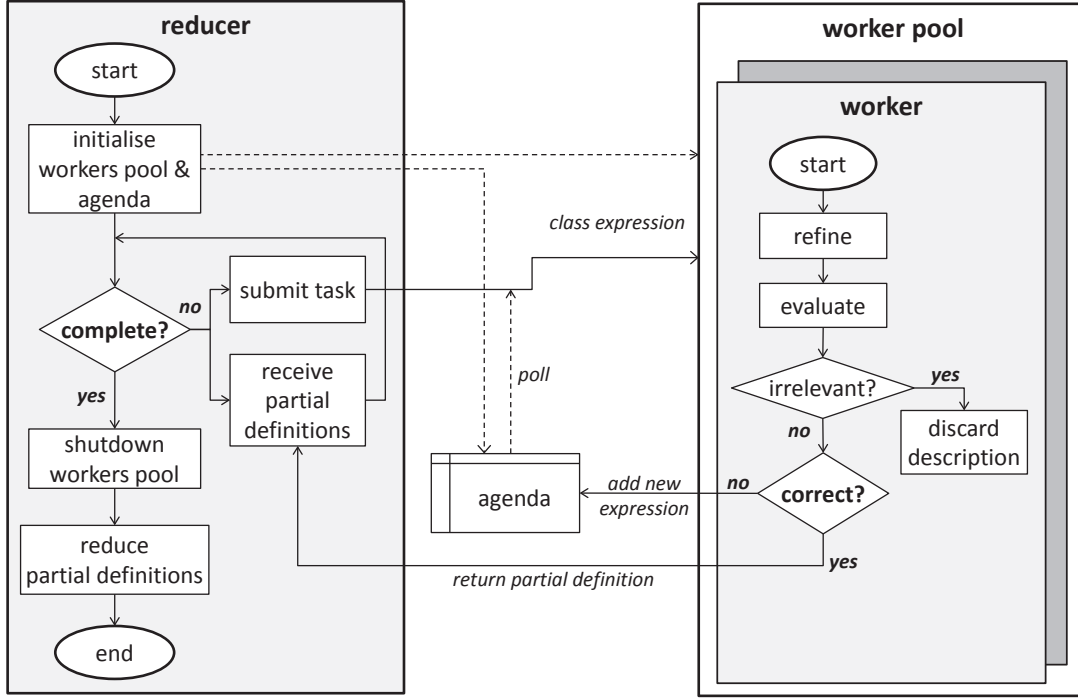 reducer
start
initialise
workers pool &
agenda
complete?
no
yes
submit task
receive
partial
definitions
shutdown
workers pool
reduce
partial definitions
end
class expression
poll
agenda
add new
expression
return partial definition
worker pool
worker
start
refine
evaluate
irrelevant?
yes
no
discard
description
correct?
no
yes